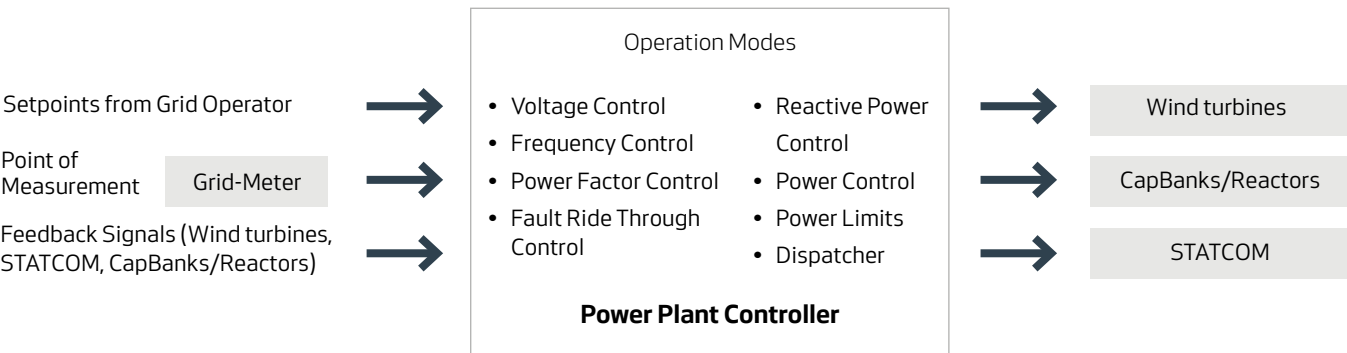 Operation Modes
Setpoints from Grid Operator
Point of
Measurement
Grid-Meter
Feedback Signals (Wind turbines,
STATCOM, CapBanks/Reactors)
• Voltage Control
• Frequency Control
• Power Factor Control
• Fault Ride Through
Control
• Reactive Power
Control
• Power Control
• Power Limits
• Dispatcher
Power Plant Controller
Wind turbines
CapBanks/Reactors
STATCOM